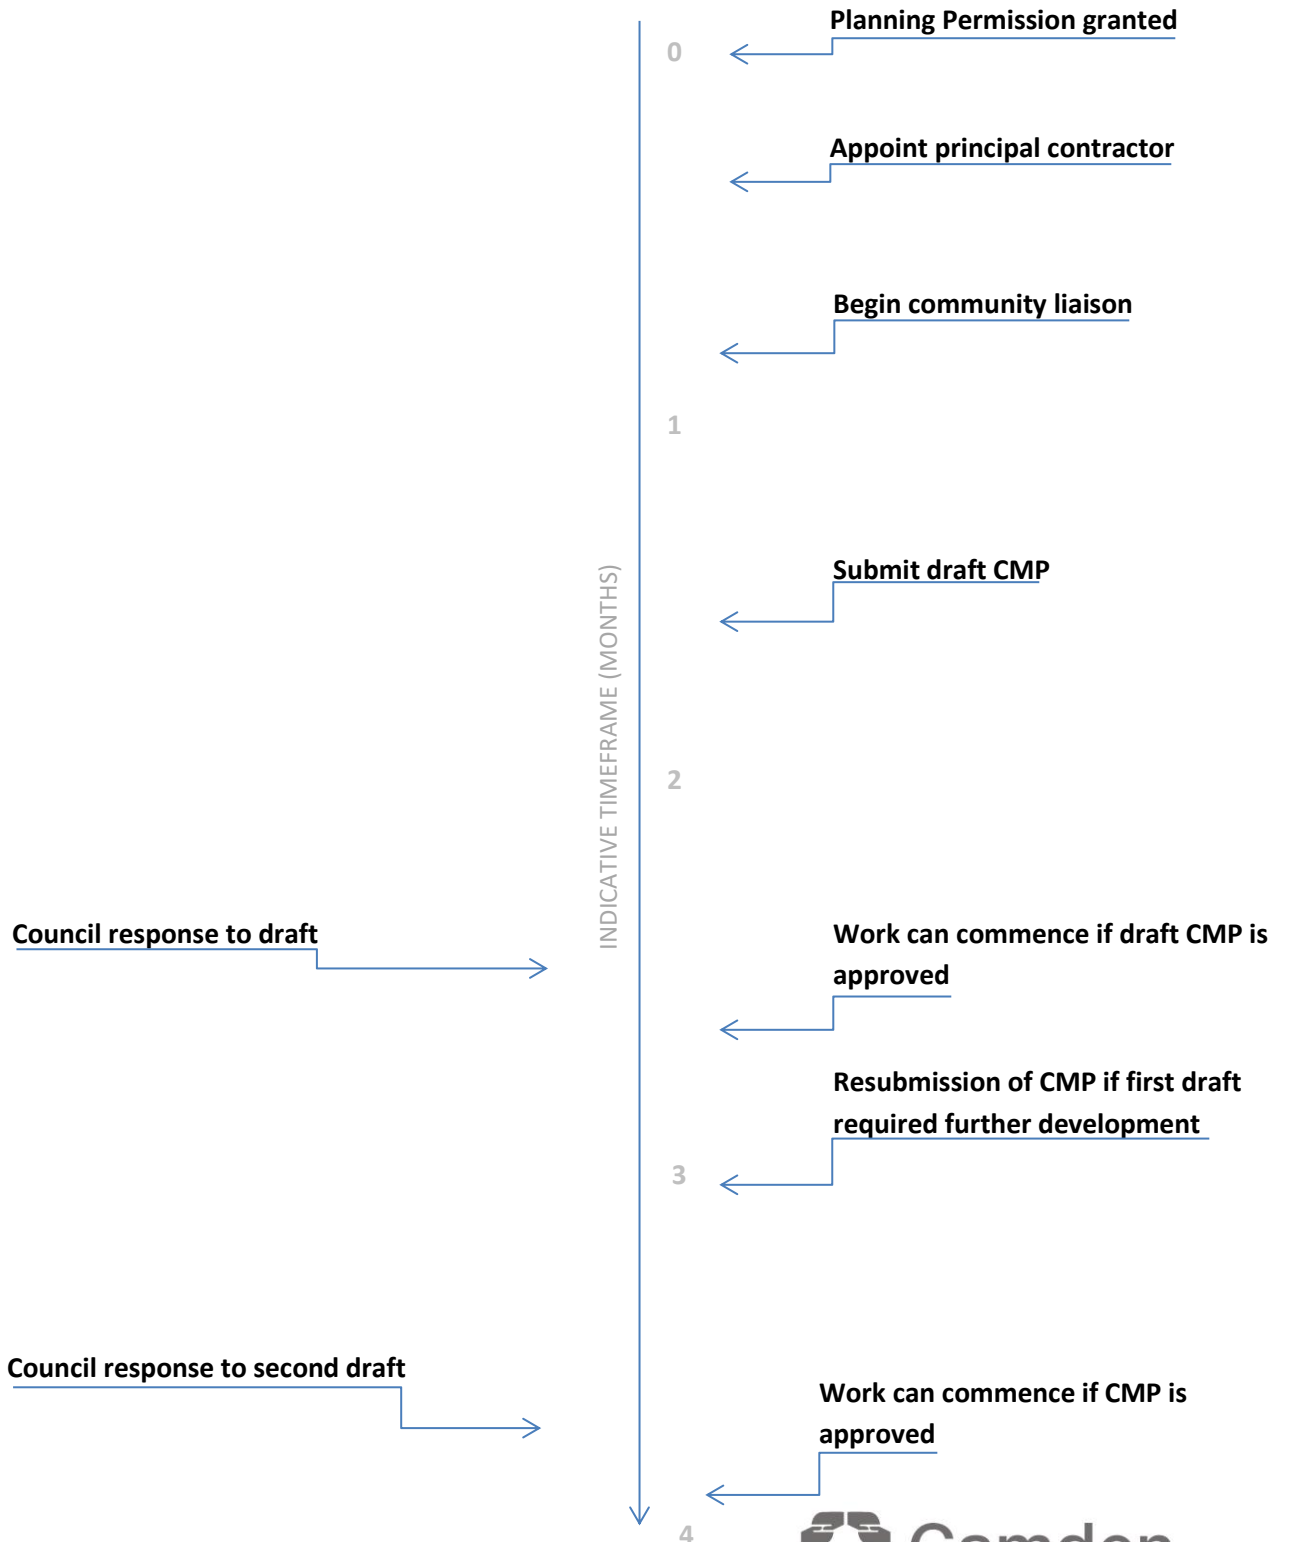 Planning Permission granted
0
Appoint principal contractor
Begin community liaison
1
Submit draft CMP
INDICATIVE TIMEFRAME (MONTHS)
2
Council response to draft
Work can commence if draft CMP is
approved
Resubmission of CMP if first draft
required further development
3
Council response to second draft
Work can commence if CMP is
approved
4
Camden